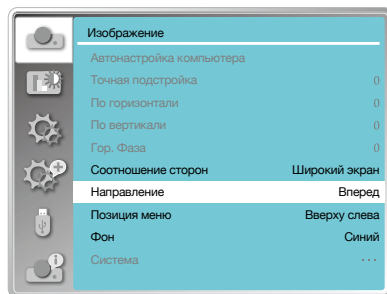 Изображение
Автонастройка компьютера
Точная подстройка 0
По горизонтали 0
По вертикали 0
Гор. Фаза 0
Соотношение сторон Широкий экран
Направление Вперед
Позиция меню Вверху слева
Фон Синий
Система ...